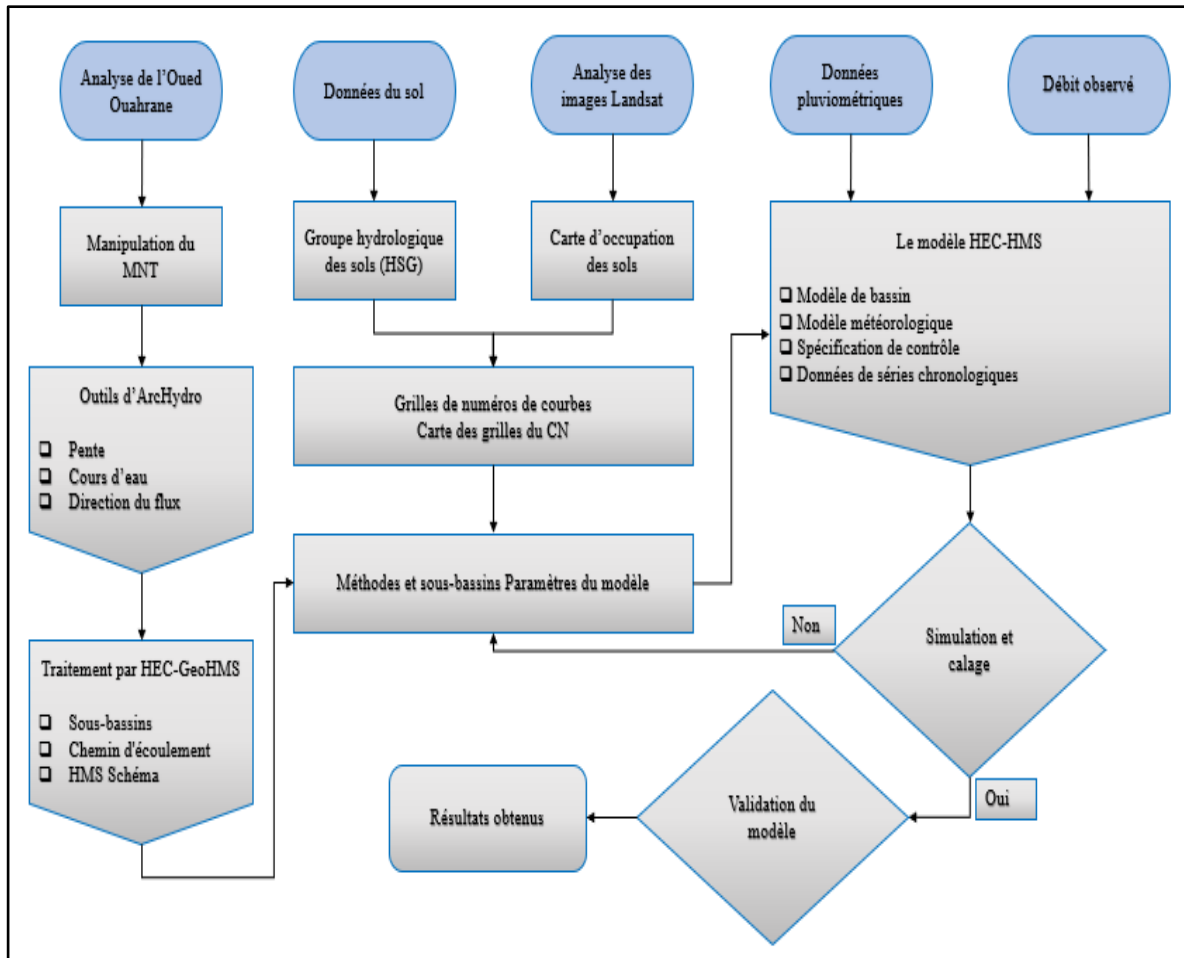 Analyse de l'Oued
Ouahrane
Données du sol
Analyse des
images Landsat
Données
pluviométriques
Débit observé
Manipulation du
MNT
Groupe hydrologique
des sols (HSG)
Carte d'occupation
des sols
Le modèle HEC-HMS
Modèle de bassin
Modèle météorologique
Spécification de contrôle
Données de séries chronologiques
Outils d'ArcHydro
Pente
Cours d'eau
Direction du flux
Grilles de numéros de courbes
Carte des grilles du CN
Méthodes et sous-bassins Paramètres du modèle
Non
Simulation et
calage
Traitement par HEC-GeoHMS
Sous-bassins
Chemin d'écoulement
HMS Schéma
Oui
Validation du
modèle
Résultats obtenus